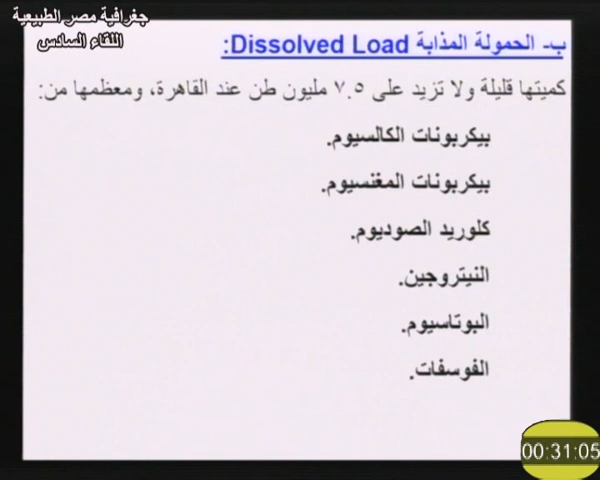 جغرافية مصر الطبيعية
اللقاء السادس
ب- الحمولة المذابة Dissolved Load:
كميتها قليلة ولا تزيد على ٧.٥ مليون طن عند القاهرة، ومعظمها من:
بيكربونات الكالسيوم.
بيكربونات المغنسيوم.
كلوريد الصوديوم.
النيتروجين.
البوتاسيوم.
الفوسفات.
00:31:05